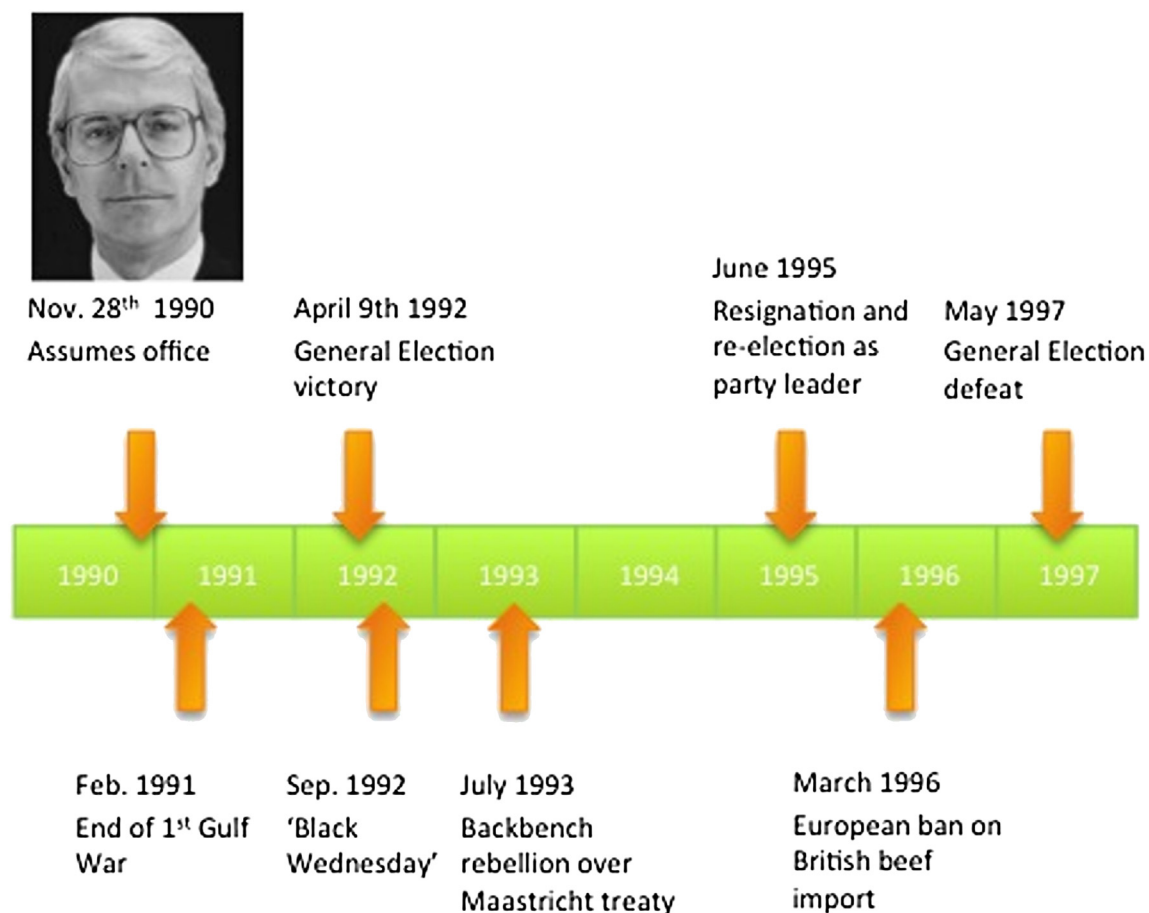 Nov. 28th 1990
Assumes office
April 9th 1992
General Election
victory
June 1995
Resignation and
re-election as
party leader
May 1997
General Election
defeat
1990 1991 1992 1993 1994 1995 1996 1997
Feb. 1991
End of 1st Gulf
War
Sep. 1992
‘Black
Wednesday’
July 1993
Backbench
rebellion over
Maastricht treaty
March 1996
European ban on
British beef
import